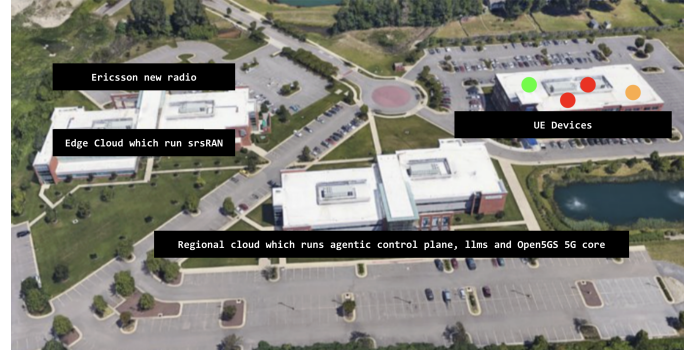 Ericsson new radio
Edge Cloud which run srsRAN
UE Devices
Regional cloud which runs agentic control plane, llms and Open5GS 5G core